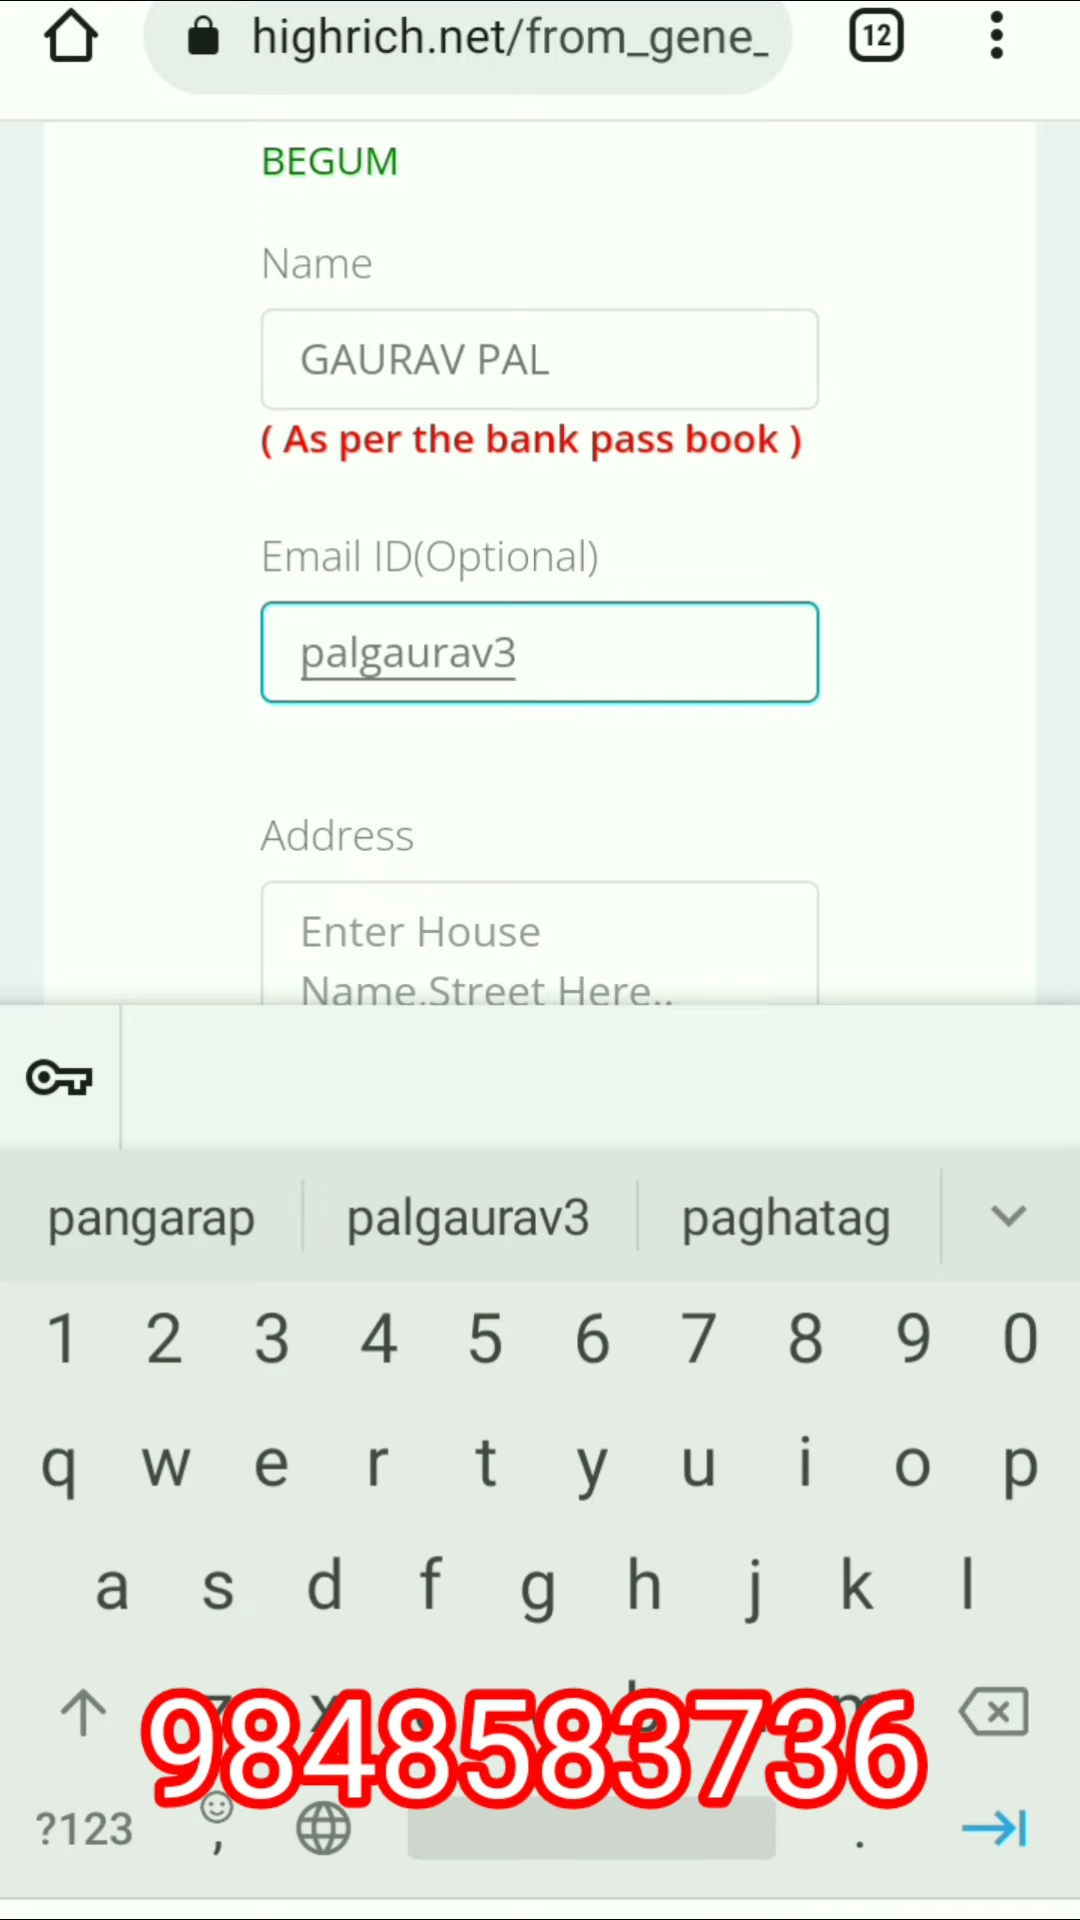 highrich.net/from_gene_
12
BEGUM
Name
GAURAV PAL
( As per the bank pass book )
Email ID(Optional)
palgaurav3
Address
Enter House
Name,Street Here..
pangarap palgaurav3 paghatag
1 2 3 4 5 6 7 8 9 0
q w e r t y u i o p
a s d f g h j k l
z x b m
9848583736
?123 , .